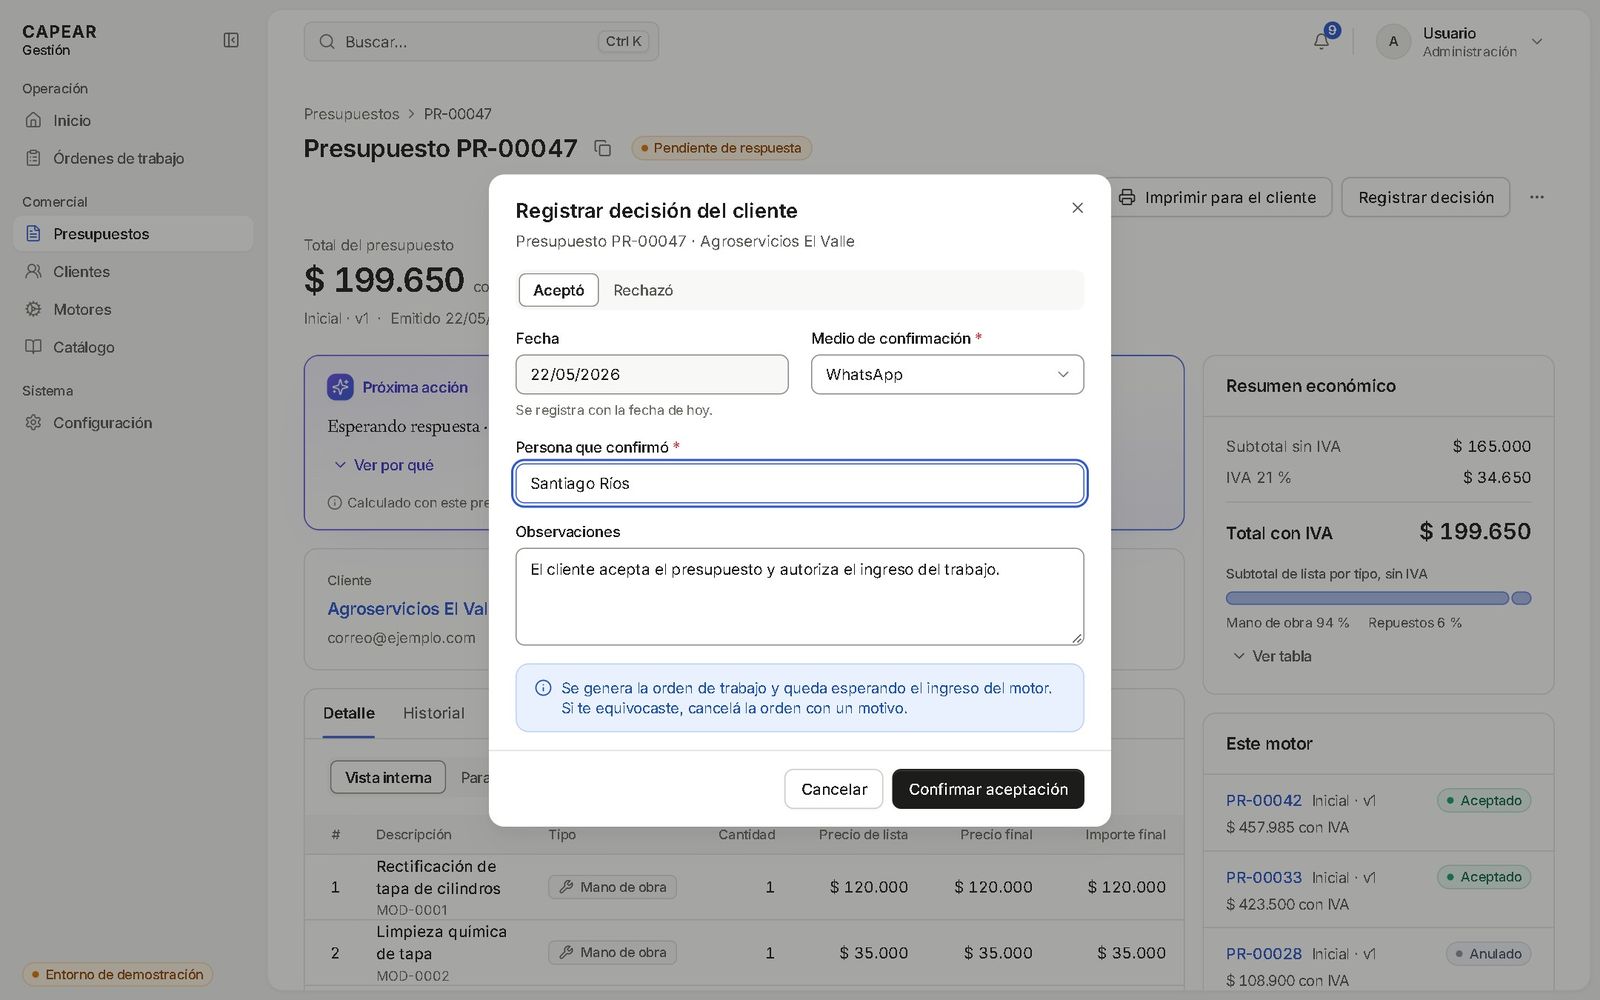 CAPEAR
Gestión
Operación
Inicio
Órdenes de trabajo
Comercial
Presupuestos
Clientes
Motores
Catálogo
Sistema
Configuración
Entorno de demostración
Buscar...
Ctrl K
9
A
Usuario
Administración
Presupuestos > PR-00047
Presupuesto PR-00047
Pendiente de respuesta
Imprimir para el cliente
Registrar decisión
Total del presupuesto
$ 199.650 co
Inicial · v1 · Emitido 22/05/
Próxima acción
Esperando respuesta ·
Ver por qué
Calculado con este pre
Cliente
Agroservicios El Val
correo@ejemplo.com
Detalle
Historial
Vista interna
Para
# Descripción Tipo Cantidad Precio de lista Precio final Importe final
1 Rectificación de tapa de cilindros Mano de obra 1 $ 120.000 $ 120.000 $ 120.000
MOD-0001
2 Limpieza química de tapa Mano de obra 1 $ 35.000 $ 35.000 $ 35.000
MOD-0002
Registrar decisión del cliente
Presupuesto PR-00047 · Agroservicios El Valle
Aceptó
Rechazó
Fecha
22/05/2026
Se registra con la fecha de hoy.
Medio de confirmación *
WhatsApp
Persona que confirmó *
Santiago Ríos
Observaciones
El cliente acepta el presupuesto y autoriza el ingreso del trabajo.
Se genera la orden de trabajo y queda esperando el ingreso del motor.
Si te equivocaste, cancelá la orden con un motivo.
Cancelar
Confirmar aceptación
Resumen económico
Subtotal sin IVA $ 165.000
IVA 21 % $ 34.650
Total con IVA $ 199.650
Subtotal de lista por tipo, sin IVA
Mano de obra 94 % Repuestos 6 %
Ver tabla
Este motor
PR-00042 Inicial · v1 Aceptado
$ 457.985 con IVA
PR-00033 Inicial · v1 Aceptado
$ 423.500 con IVA
PR-00028 Inicial · v1 Anulado
$ 108.900 con IVA